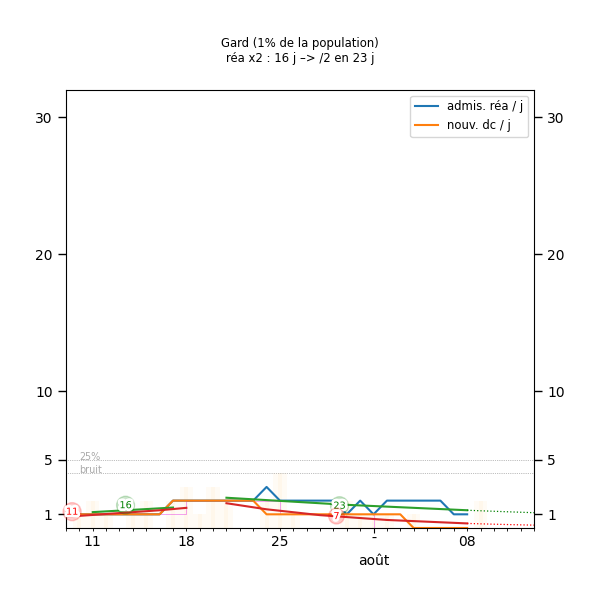 Gard (1% de la population)
réa x2 : 16 j –> /2 en 23 j
admis. réa / j
nouv. dc / j
30 30
20 20
10 10
25%
5 5
bruit
11 16 23 7
1 1
11 18 25 - 08
août